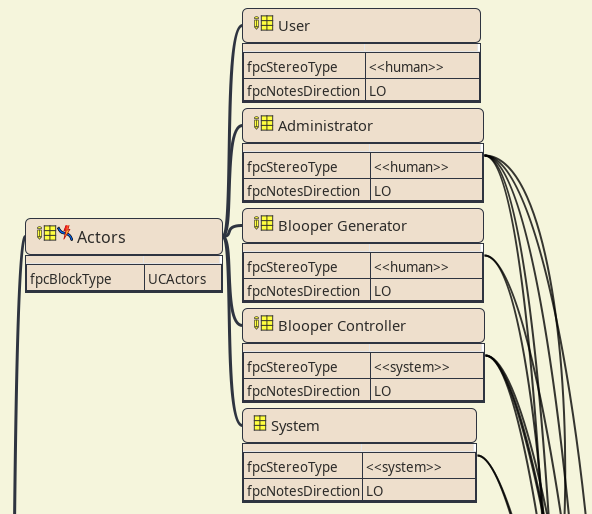 User
fpcStereoType <<human>>
fpcNotesDirection LO
Administrator
fpcStereoType <<human>>
fpcNotesDirection LO
Blooper Generator
fpcStereoType <<human>>
fpcNotesDirection LO
Actors
fpcBlockType UCActors
Blooper Controller
fpcStereoType <<system>>
fpcNotesDirection LO
System
fpcStereoType <<system>>
fpcNotesDirection LO